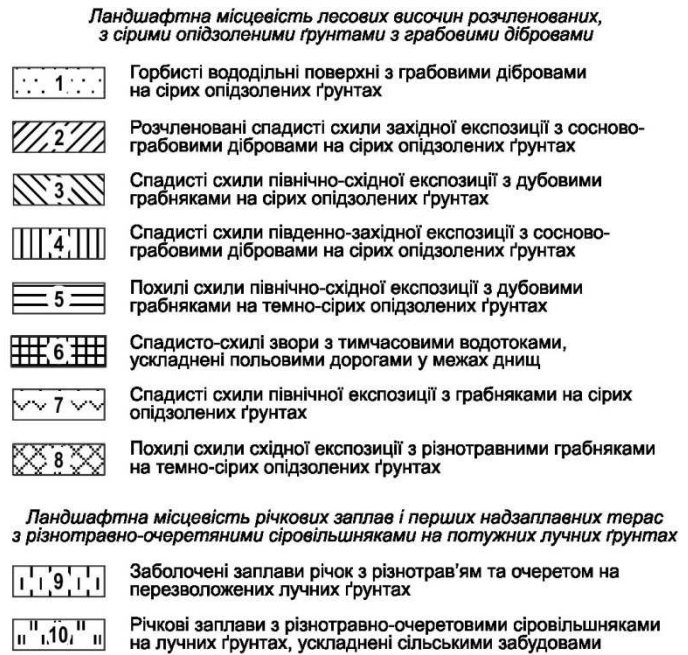 Ландшафтна місцевість лесових височин розчленованих,
з сірими опідзоленими ґрунтами з грабовими дібровами
1 Горбисті вододільні поверхні з грабовими дібровами
на сірих опідзолених ґрунтах
2 Розчленовані спадисті схили західної експозиції з сосново-
грабовими дібровами на сірих опідзолених ґрунтах
3 Спадисті схили північно-східної експозиції з дубовими
грабняками на сірих опідзолених ґрунтах
4 Спадисті схили південно-західної експозиції з сосново-
грабовими дібровами на сірих опідзолених ґрунтах
5 Похилі схили північно-східної експозиції з дубовими
грабняками на темно-сірих опідзолених ґрунтах
6 Спадисто-схилі звори з тимчасовими водотоками,
ускладнені польовими дорогами у межах днищ
7 Спадисті схили північної експозиції з грабняками на сірих
опідзолених ґрунтах
8 Похилі схили східної експозиції з різнотравними грабняками
на темно-сірих опідзолених ґрунтах
Ландшафтна місцевість річкових заплав і перших надзаплавних терас
з різнотравно-очеретяними сіровільшняками на потужних лучних ґрунтах
9 Заболочені заплави річок з різнотрав'ям та очеретом на
перезволожених лучних ґрунтах
10 Річкові заплави з різнотравно-очеретовими сіровільшняками
на лучних ґрунтах, ускладнені сільськими забудовами